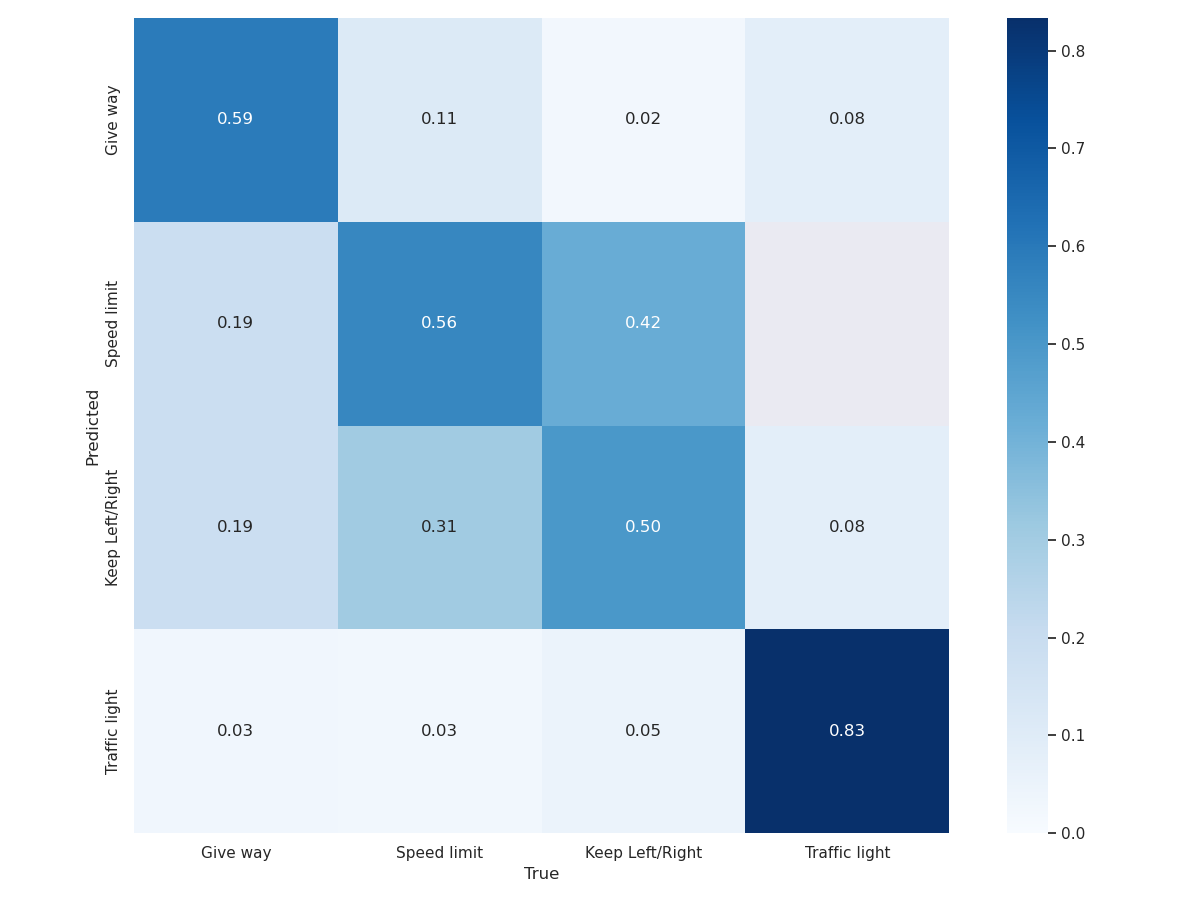 Give way
0.59 0.11 0.02 0.08
Speed limit
0.19 0.56 0.42
Predicted
Keep Left/Right
0.19 0.31 0.50 0.08
Traffic light
0.03 0.03 0.05 0.83
Give way Speed limit Keep Left/Right Traffic light
True
0.8
0.7
0.6
0.5
0.4
0.3
0.2
0.1
0.0